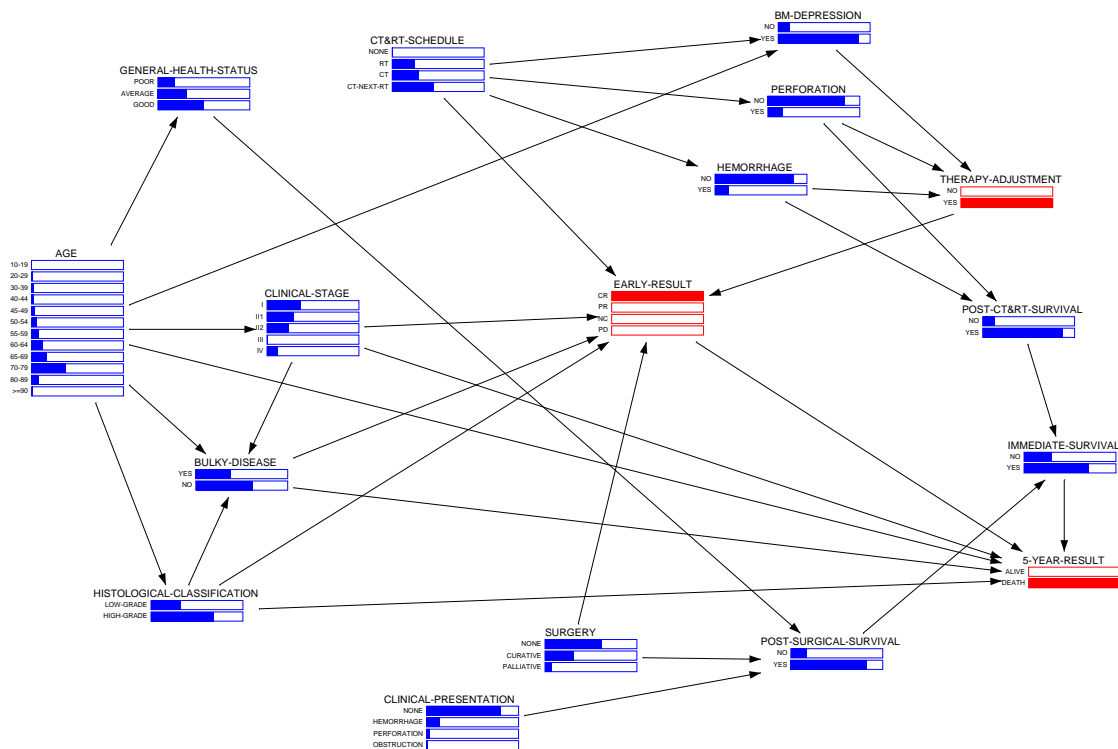 BM-DEPRESSION
NO
YES
CT&RT-SCHEDULE
NONE
RT
CT
CT-NEXT-RT
GENERAL-HEALTH-STATUS
POOR
AVERAGE
GOOD
PERFORATION
NO
YES
HEMORRHAGE
NO
YES
THERAPY-ADJUSTMENT
NO
YES
AGE
10-19
20-29
30-39
40-44
45-49
50-54
55-59
60-64
65-69
70-79
80-89
>=90
CLINICAL-STAGE
I
II1
II2
III
IV
EARLY-RESULT
CR
PR
NC
PD
POST-CT&RT-SURVIVAL
NO
YES
IMMEDIATE-SURVIVAL
NO
YES
BULKY-DISEASE
YES
NO
5-YEAR-RESULT
ALIVE
DEATH
HISTOLOGICAL-CLASSIFICATION
LOW-GRADE
HIGH-GRADE
SURGERY
NONE
CURATIVE
PALLIATIVE
POST-SURGICAL-SURVIVAL
NO
YES
CLINICAL-PRESENTATION
NONE
HEMORRHAGE
PERFORATION
OBSTRUCTION